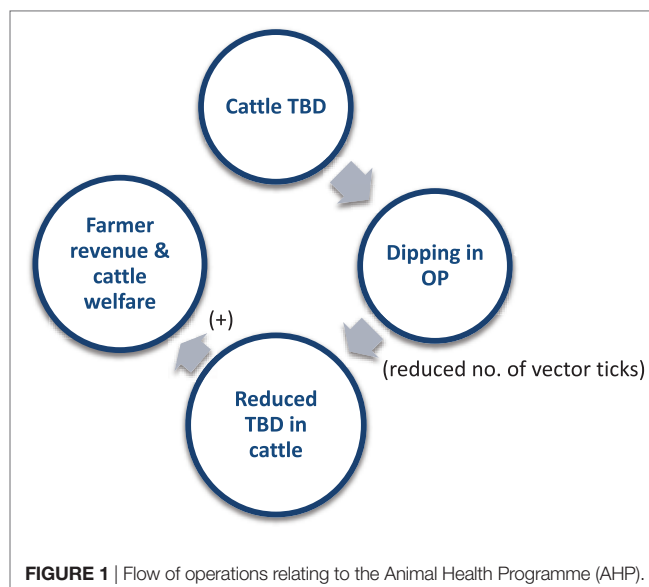 Cattle TBD
Dipping in
OP
(reduced no. of vector ticks)
Reduced
TBD in
cattle
(+)
Farmer
revenue &
cattle
welfare
FIGURE 1 | Flow of operations relating to the Animal Health Programme (AHP).